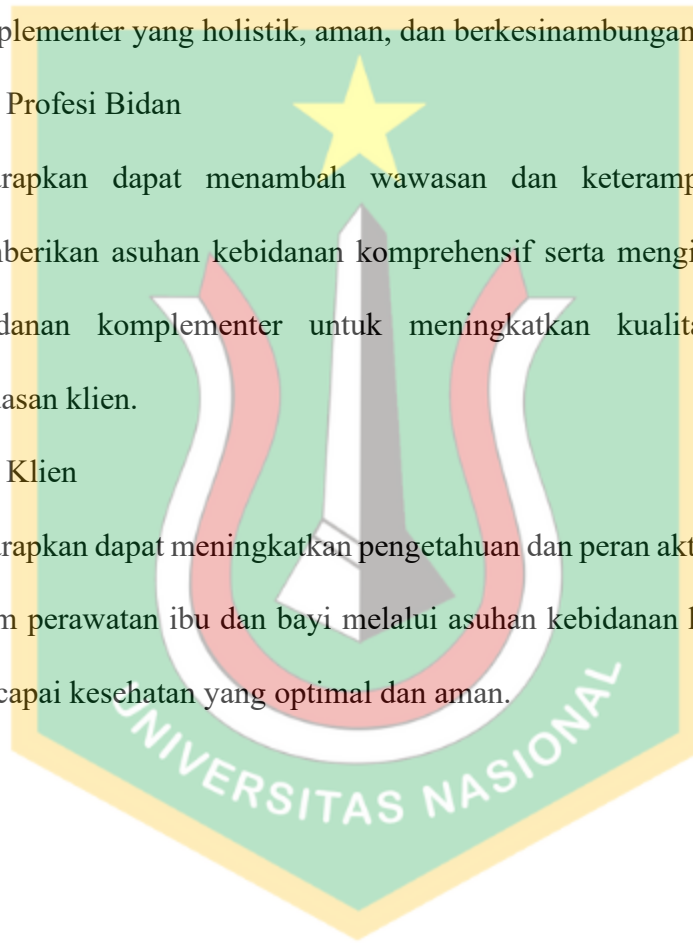 plementer yang holistik, aman, dan berkesinambungan
Profesi Bidan
rapkan dapat menambah wawasan dan keteramp
berikan asuhan kebidanan komprehensif serta mengi
danan komplementer untuk meningkatkan kualita
asan klien.
Klien
rapkan dapat meningkatkan pengetahuan dan peran akt
m perawatan ibu dan bayi melalui asuhan kebidanan
capai kesehatan yang optimal dan aman.
UNIVERSITAS NASIONAL